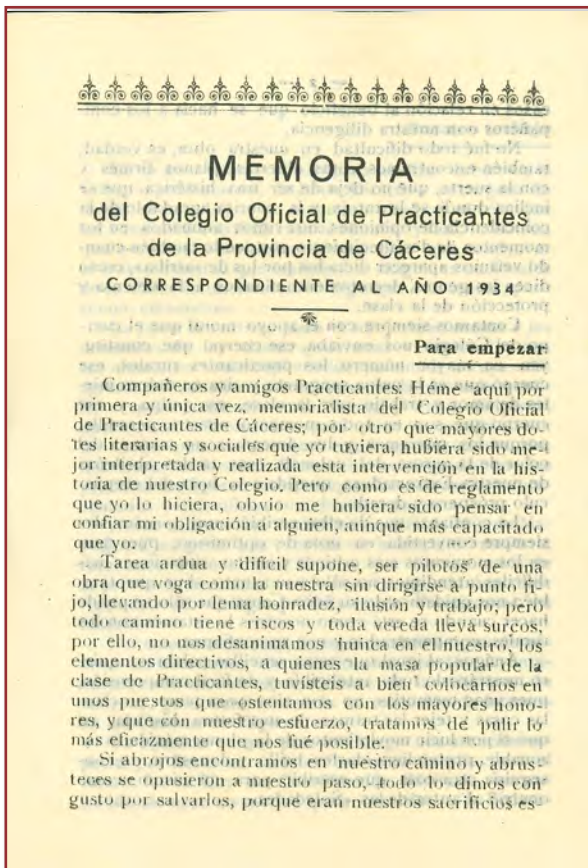 MEMORIA
del Colegio Oficial de Practicantes
de la Provincia de Cáceres
CORRESPONDIENTE AL AÑO 1934
Para empezar
Compañeros y amigos Practicantes: Héme aquí por
primera y única vez, memorialista del Colegio Oficial
de Practicantes de Cáceres; por otro que mayores do-
tes literarias y sociales que yo tuviera, hubiera sido me-
jor interpretada y realizada esta intervención en la his-
toria de nuestro Colegio. Pero como es de reglamento
que yo lo hiciera, obvio me hubiera sido pensar en
confiar mi obligación a alguien, aunque más capacitado
que yo.
Tarea ardua y difícil supone, ser pilotos de una
obra que voga como la nuestra sin dirigirse a punto fi-
jo, llevando por lema honradez, ilusión y trabajo; pero
todo camino tiene riscos y toda vereda lleva surcos,
por ello, no nos desanimamos nunca en el nuestro, los
elementos directivos, a quienes la masa popular de la
clase de Practicantes, tuvísteis a bien colocarnos en
unos puestos que ostentamos con los mayores hono-
res, y que con nuestro esfuerzo, tratamos de pulir lo
más eficazmente que nos fué posible.
Si abrojos encontramos en nuestro camino y abrus-
teces se opusieron a nuestro paso, todo lo dimos con
gusto por salvarlos, porque eran nuestros sacrificios es-